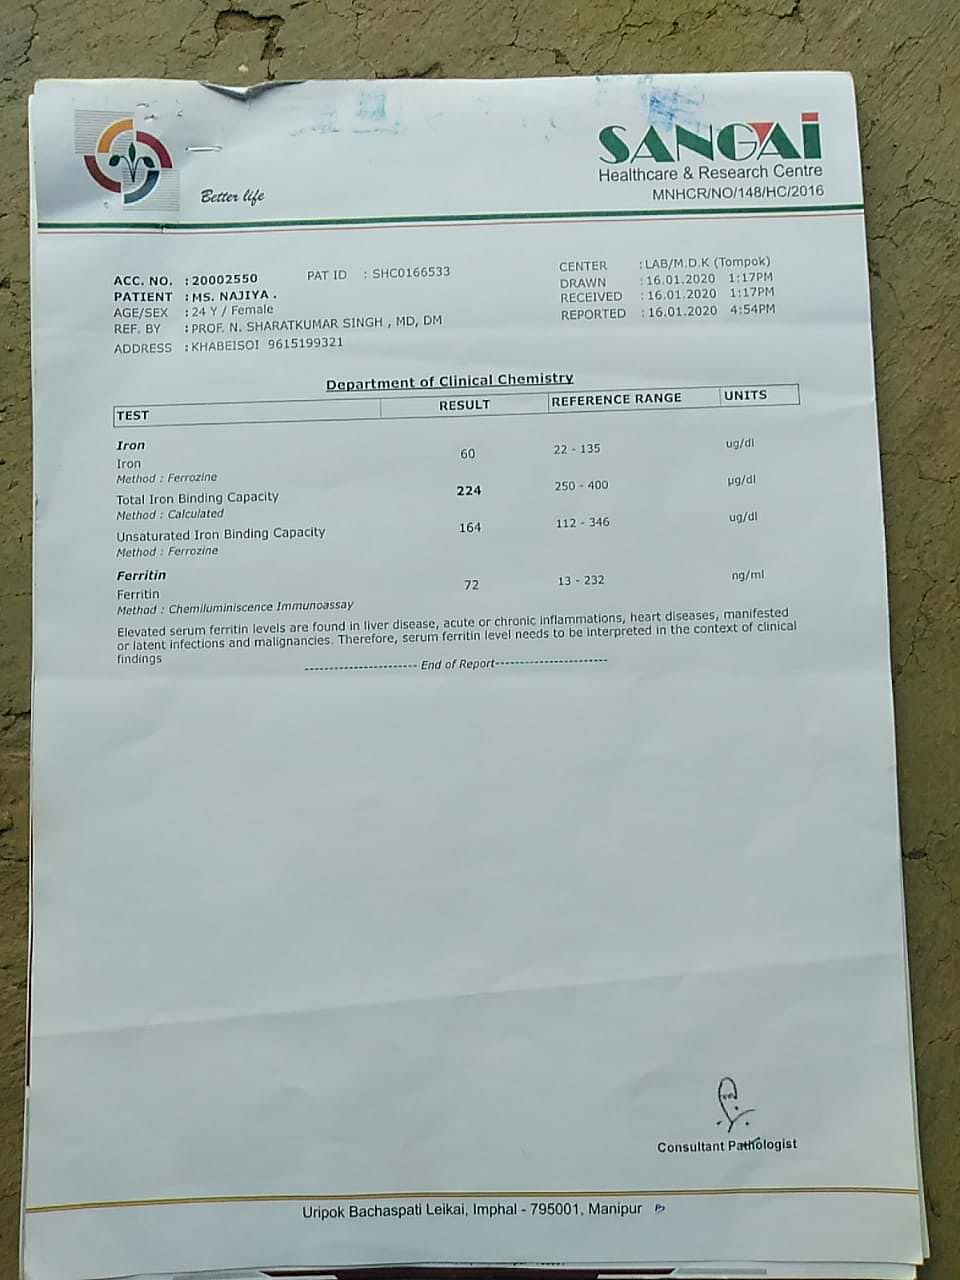 Better life
SANGAI
Healthcare & Research Centre
MNHCR/NO/148/HC/2016
ACC. NO. : 20002550 PAT ID : SHC0166533
PATIENT : MS. NAJIYA .
AGE/SEX : 24 Y / Female
REF. BY : PROF. N. SHARATKUMAR SINGH , MD, DM
ADDRESS : KHABEISOI 9615199321
CENTER : LAB/M.D.K (Tompok)
DRAWN : 16.01.2020 1:17PM
RECEIVED : 16.01.2020 1:17PM
REPORTED : 16.01.2020 4:54PM
Department of Clinical Chemistry
TEST RESULT REFERENCE RANGE UNITS
Iron
Iron 60 22 - 135 ug/dl
Method : Ferrozine
Total Iron Binding Capacity 224 250 - 400 µg/dl
Method : Calculated
Unsaturated Iron Binding Capacity 164 112 - 346 ug/dl
Method : Ferrozine
Ferritin
Ferritin 72 13 - 232 ng/ml
Method : Chemiluminiscence Immunoassay
Elevated serum ferritin levels are found in liver disease, acute or chronic inflammations, heart diseases, manifested
or latent infections and malignancies. Therefore, serum ferritin level needs to be interpreted in the context of clinical
findings
----------------------- End of Report-----------------------
Consultant Pathologist
Uripok Bachaspati Leikai, Imphal - 795001, Manipur